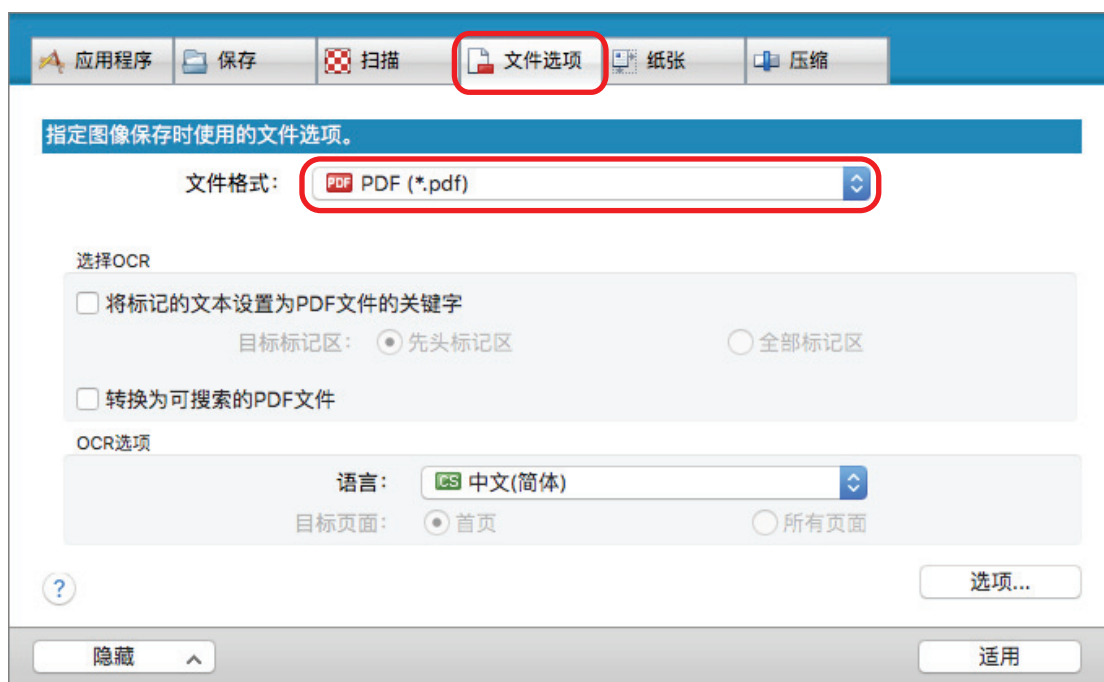 应用程序 保存 扫描 文件选项 纸张 压缩
指定图像保存时使用的文件选项。
文件格式： PDF PDF (*.pdf)
选择OCR
将标记的文本设置为PDF文件的关键字
目标标记区： 先头标记区 全部标记区
转换为可搜索的PDF文件
OCR选项
语言： CS 中文(简体)
目标页面： 首页 所有页面
? 选项...
隐藏 适用